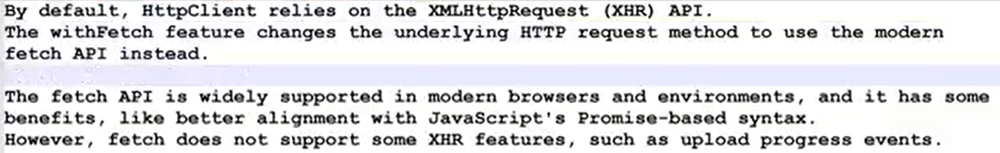 By default, HttpClient relies on the XMLHttpRequest (XHR) API.
The withFetch feature changes the underlying HTTP request method to use the modern
fetch API instead.
The fetch API is widely supported in modern browsers and environments, and it has some
benefits, like better alignment with JavaScript's Promise-based syntax.
However, fetch does not support some XHR features, such as upload progress events.